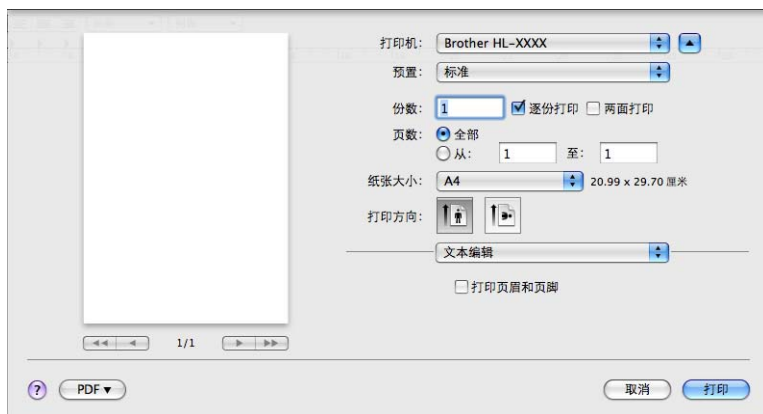 打印机: Brother HL-XXXX
预置: 标准
份数: 1 逐份打印 两面打印
页数: 全部
从: 1 至: 1
纸张大小: A4 20.99 x 29.70 厘米
打印方向:
文本编辑
打印页眉和页脚
1/1
? PDF 取消 打印